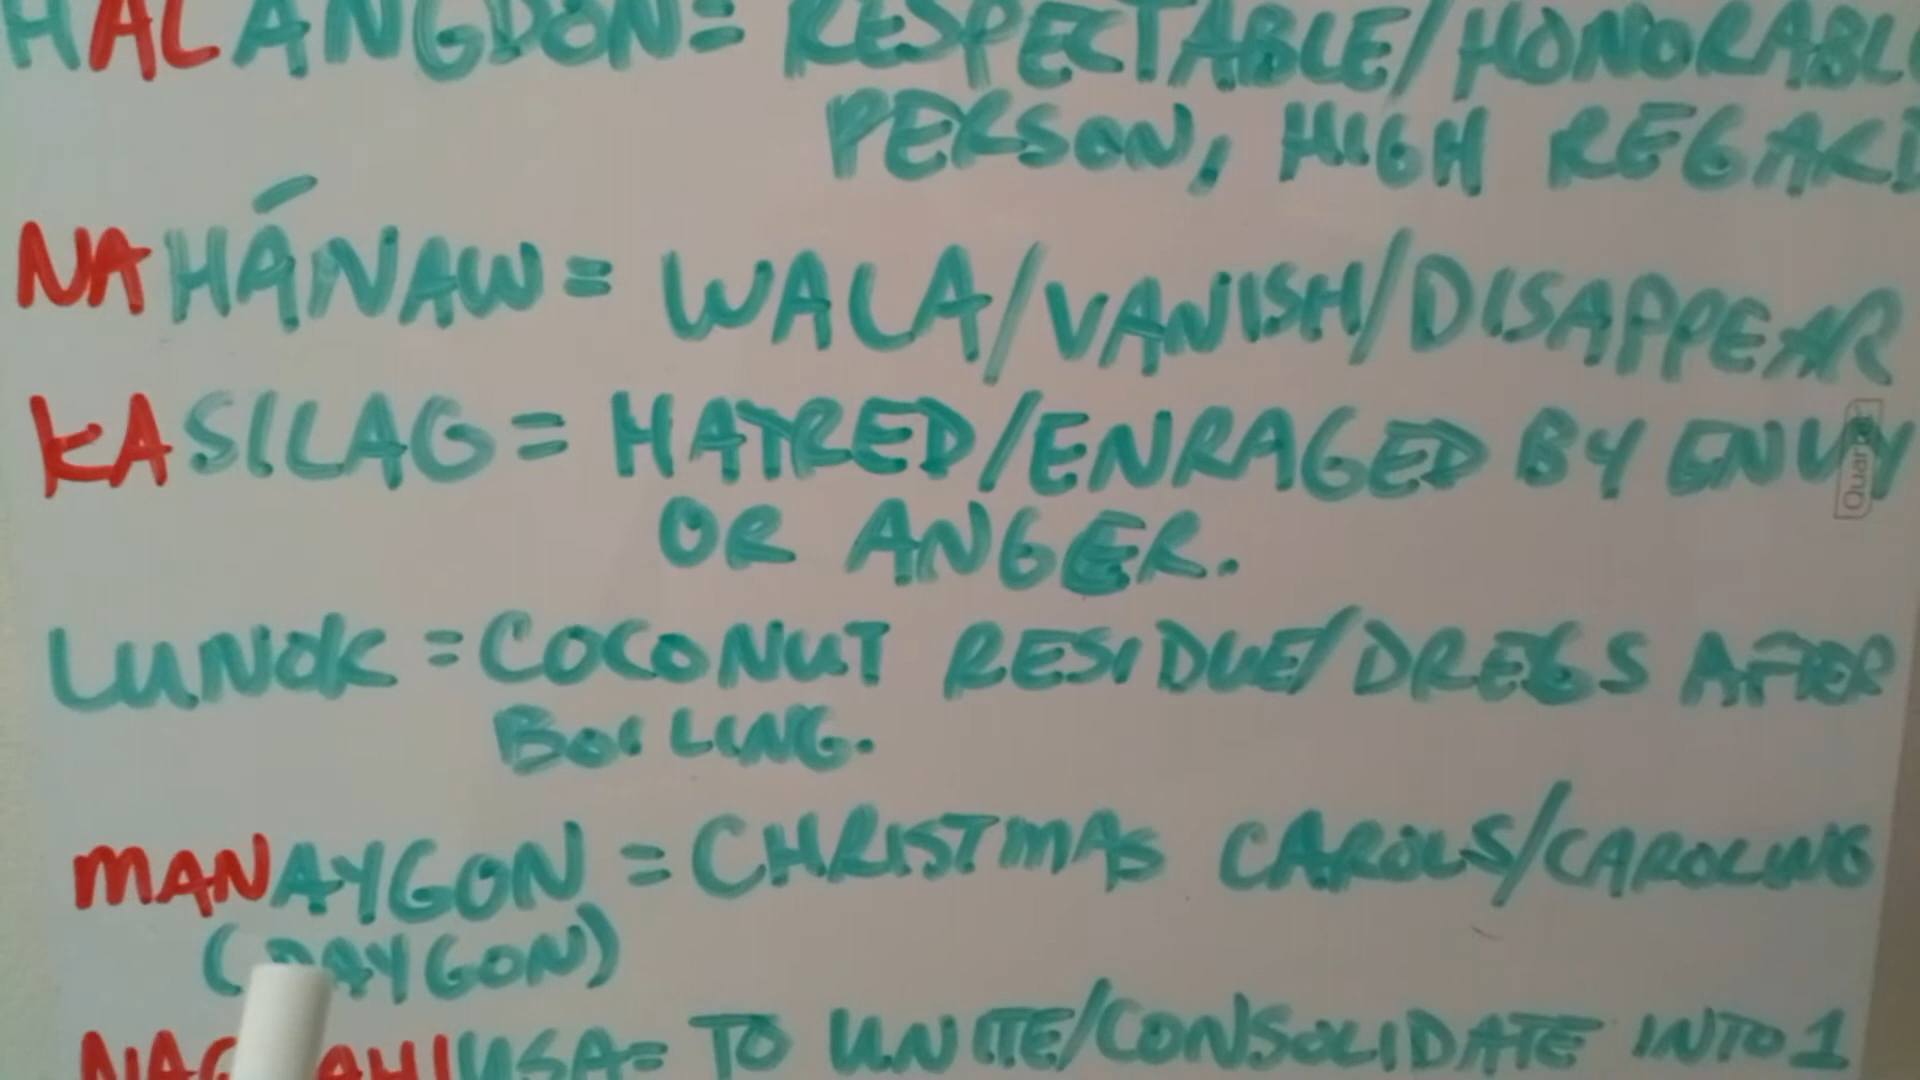 HALANGDON = RESPECTABLE/HONORABLE
PERSON, HIGH REGARD
NAHÁNAW = WALA/VANISH/DISAPPEAR
KASILAG = HATRED/ENRAGED BY ENVY
OR ANGER.
LUNOK = COCONUT RESIDUE/DREGS AFTER
BOILING.
MANAYGON = CHRISTMAS CAROLS/CAROLING
(DAYGON)
= TO UNITE/CONSOLIDATE INTO 1
Quartet